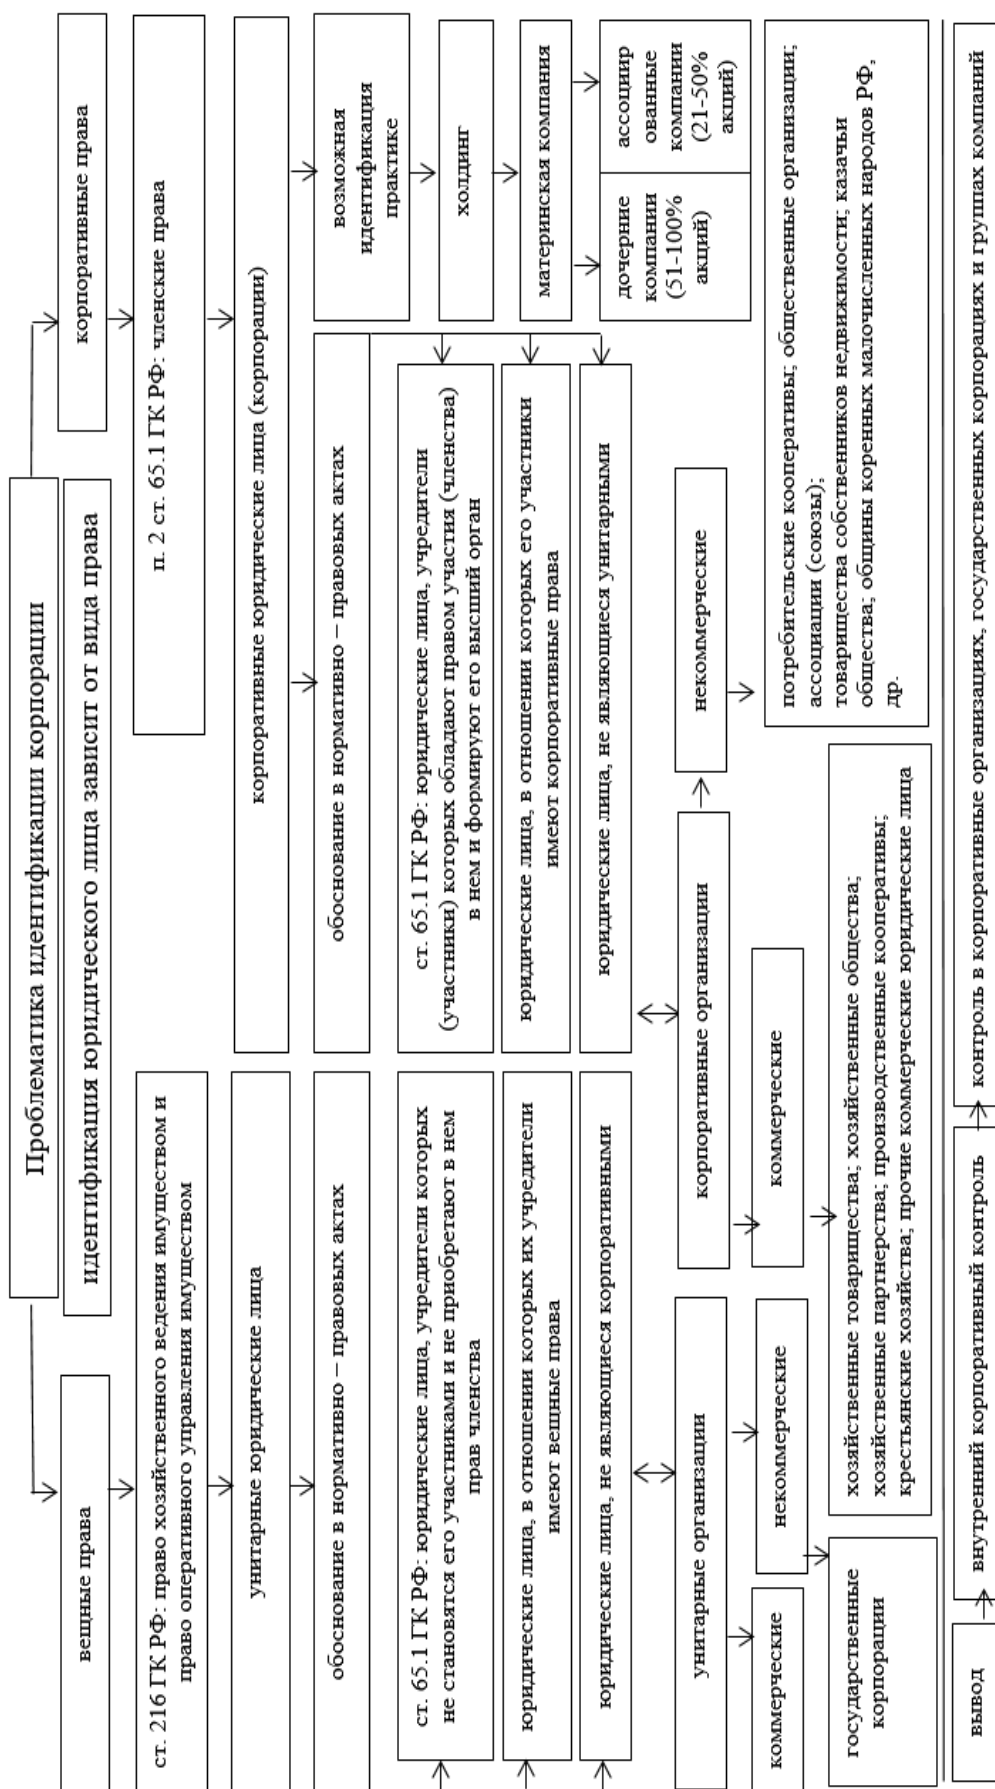 Проблематика идентификации корпорации
идентификация юридического лица зависит от вида права
вещные права
корпоративные права
ст. 216 ГК РФ: право хозяйственного ведения имуществом и
право оперативного управления имуществом
п. 2 ст. 65.1 ГК РФ: членские права
унитарные юридические лица
корпоративные юридические лица (корпорации)
обоснование в нормативно – правовых актах
обоснование в нормативно – правовых актах
возможная
идентификация
практике
ст. 65.1 ГК РФ: юридические лица, учредители которых
не становятся его участниками и не приобретают в нем
прав членства
ст. 65.1 ГК РФ: юридические лица, учредители
(участники) которых обладают правом участия (членства)
в нем и формируют его высший орган
холдинг
юридические лица, в отношении которых их учредители
имеют вещные права
юридические лица, в отношении которых его участники
имеют корпоративные права
материнская компания
юридические лица, не являющиеся корпоративными
юридические лица, не являющиеся унитарными
дочерние
компании
(51-100%
акций)
ассоциир
ованные
компании
(21-50%
акций)
унитарные организации
корпоративные организации
некоммерческие
коммерческие
некоммерческие
коммерческие
государственные
корпорации
хозяйственные товарищества; хозяйственные общества;
хозяйственные партнерства; производственные кооперативы;
крестьянские хозяйства; прочие коммерческие юридические лица
потребительские кооперативы; общественные организации;
ассоциации (союзы);
товарищества собственников недвижимости; казачьи
общества; общины коренных малочисленных народов РФ,
др.
вывод
внутренний корпоративный контроль
контроль в корпоративные организациях, государственных корпорациях и группах компаний